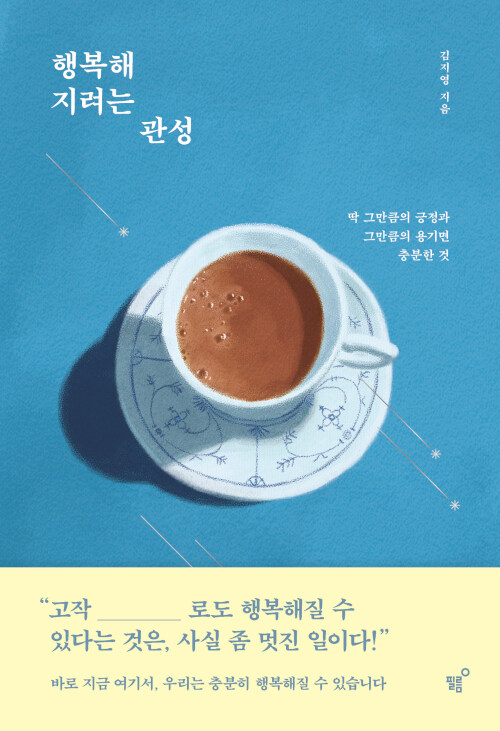 행복해
지려는
관성
김지영 지음
딱 그만큼의 긍정과
그만큼의 용기면
충분한 것
“고작 ________ 로도 행복해질 수
있다는 것은, 사실 좀 멋진 일이다!”
바로 지금 여기서, 우리는 충분히 행복해질 수 있습니다
필름